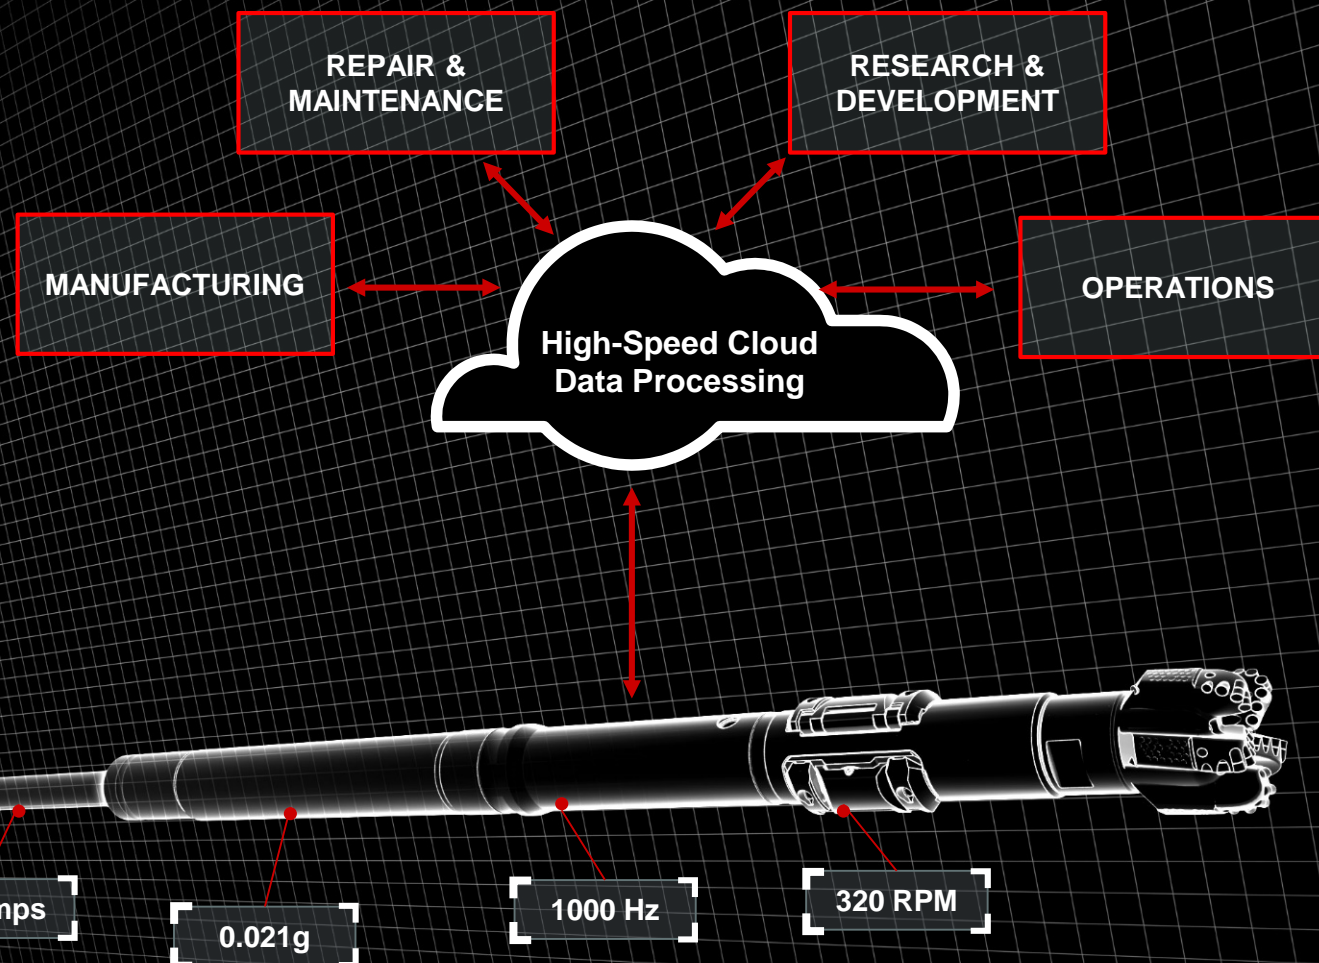 REPAIR &
MAINTENANCE
RESEARCH &
DEVELOPMENT
MANUFACTURING
OPERATIONS
High-Speed Cloud
Data Processing
1000 Hz
320 RPM
0.021g